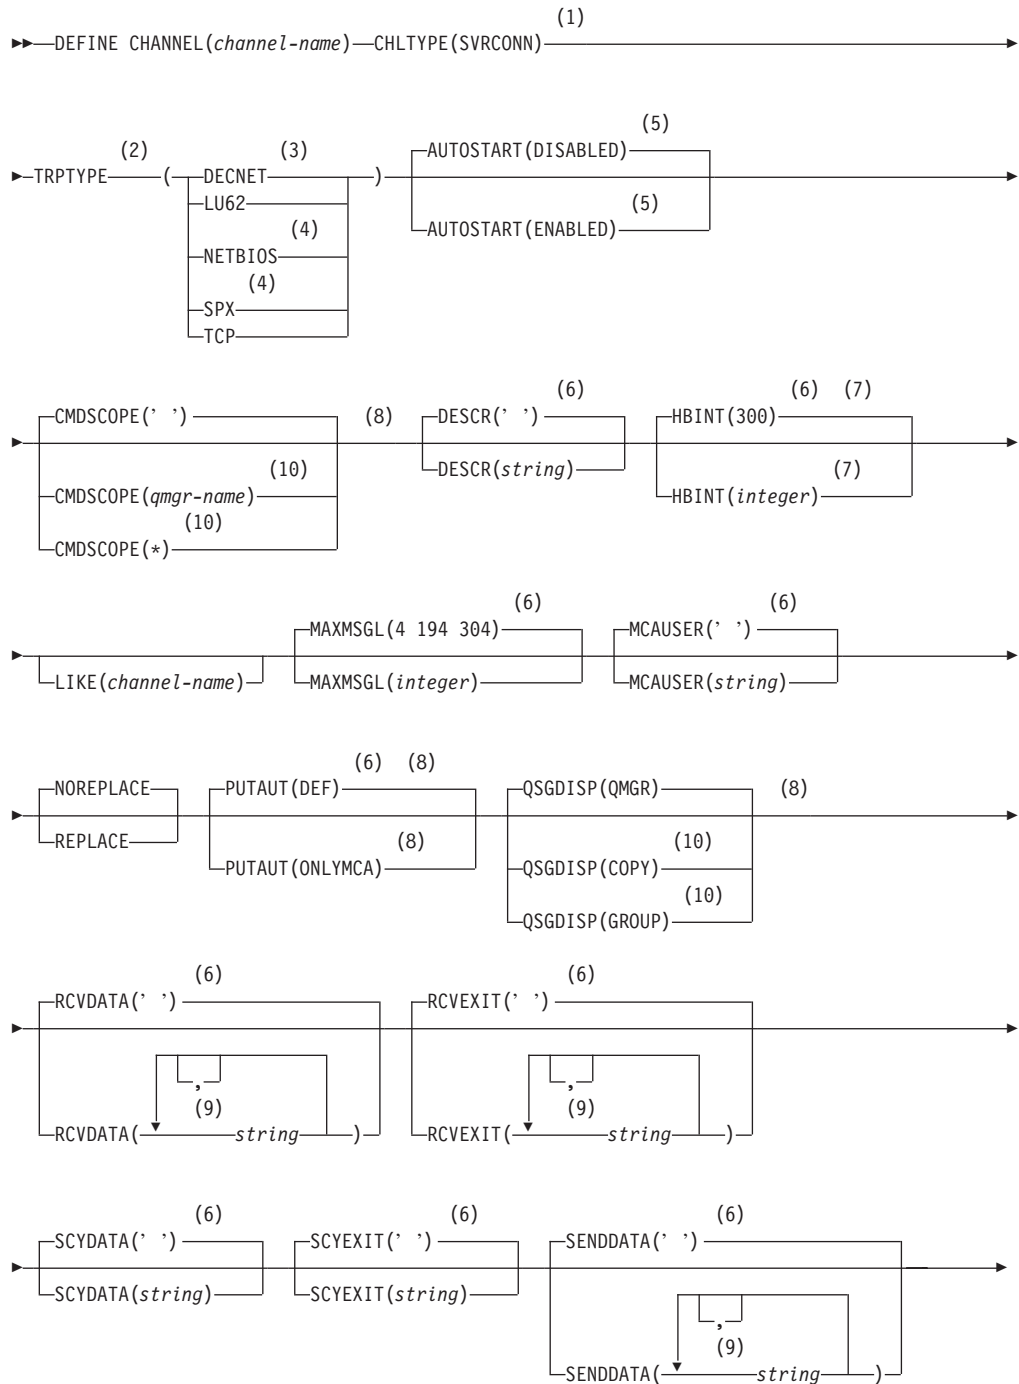 (1)
DEFINE CHANNEL(channel-name) CHLTYPE(SVRCONN)
(5)
(2) (3) AUTOSTART(DISABLED)
TRPTYPE ( DECNET )
LU62 (5)
(4) AUTOSTART(ENABLED)
NETBIOS
(4)
SPX
TCP
(6) (6) (7)
CMDSCOPE(’ ’) (8) DESCR(’ ’) HBINT(300)
(10) DESCR(string) (7)
CMDSCOPE(qmgr-name) HBINT(integer)
(10)
CMDSCOPE(*)
(6) (6)
MAXMSGL(4 194 304) MCAUSER(’ ’)
LIKE(channel-name) MAXMSGL(integer) MCAUSER(string)
(6) (8)
NOREPLACE PUTAUT(DEF) QSGDISP(QMGR) (8)
REPLACE (8) (10)
PUTAUT(ONLYMCA) QSGDISP(COPY)
(10)
QSGDISP(GROUP)
(6) (6)
RCVDATA(’ ’) RCVEXIT(’ ’)
, ,
(9) (9)
RCVDATA( string ) RCVEXIT( string )
(6) (6) (6)
SCYDATA(’ ’) SCYEXIT(’ ’) SENDDATA(’ ’)
SCYDATA(string) SCYEXIT(string)
,
(9)
SENDDATA( string )